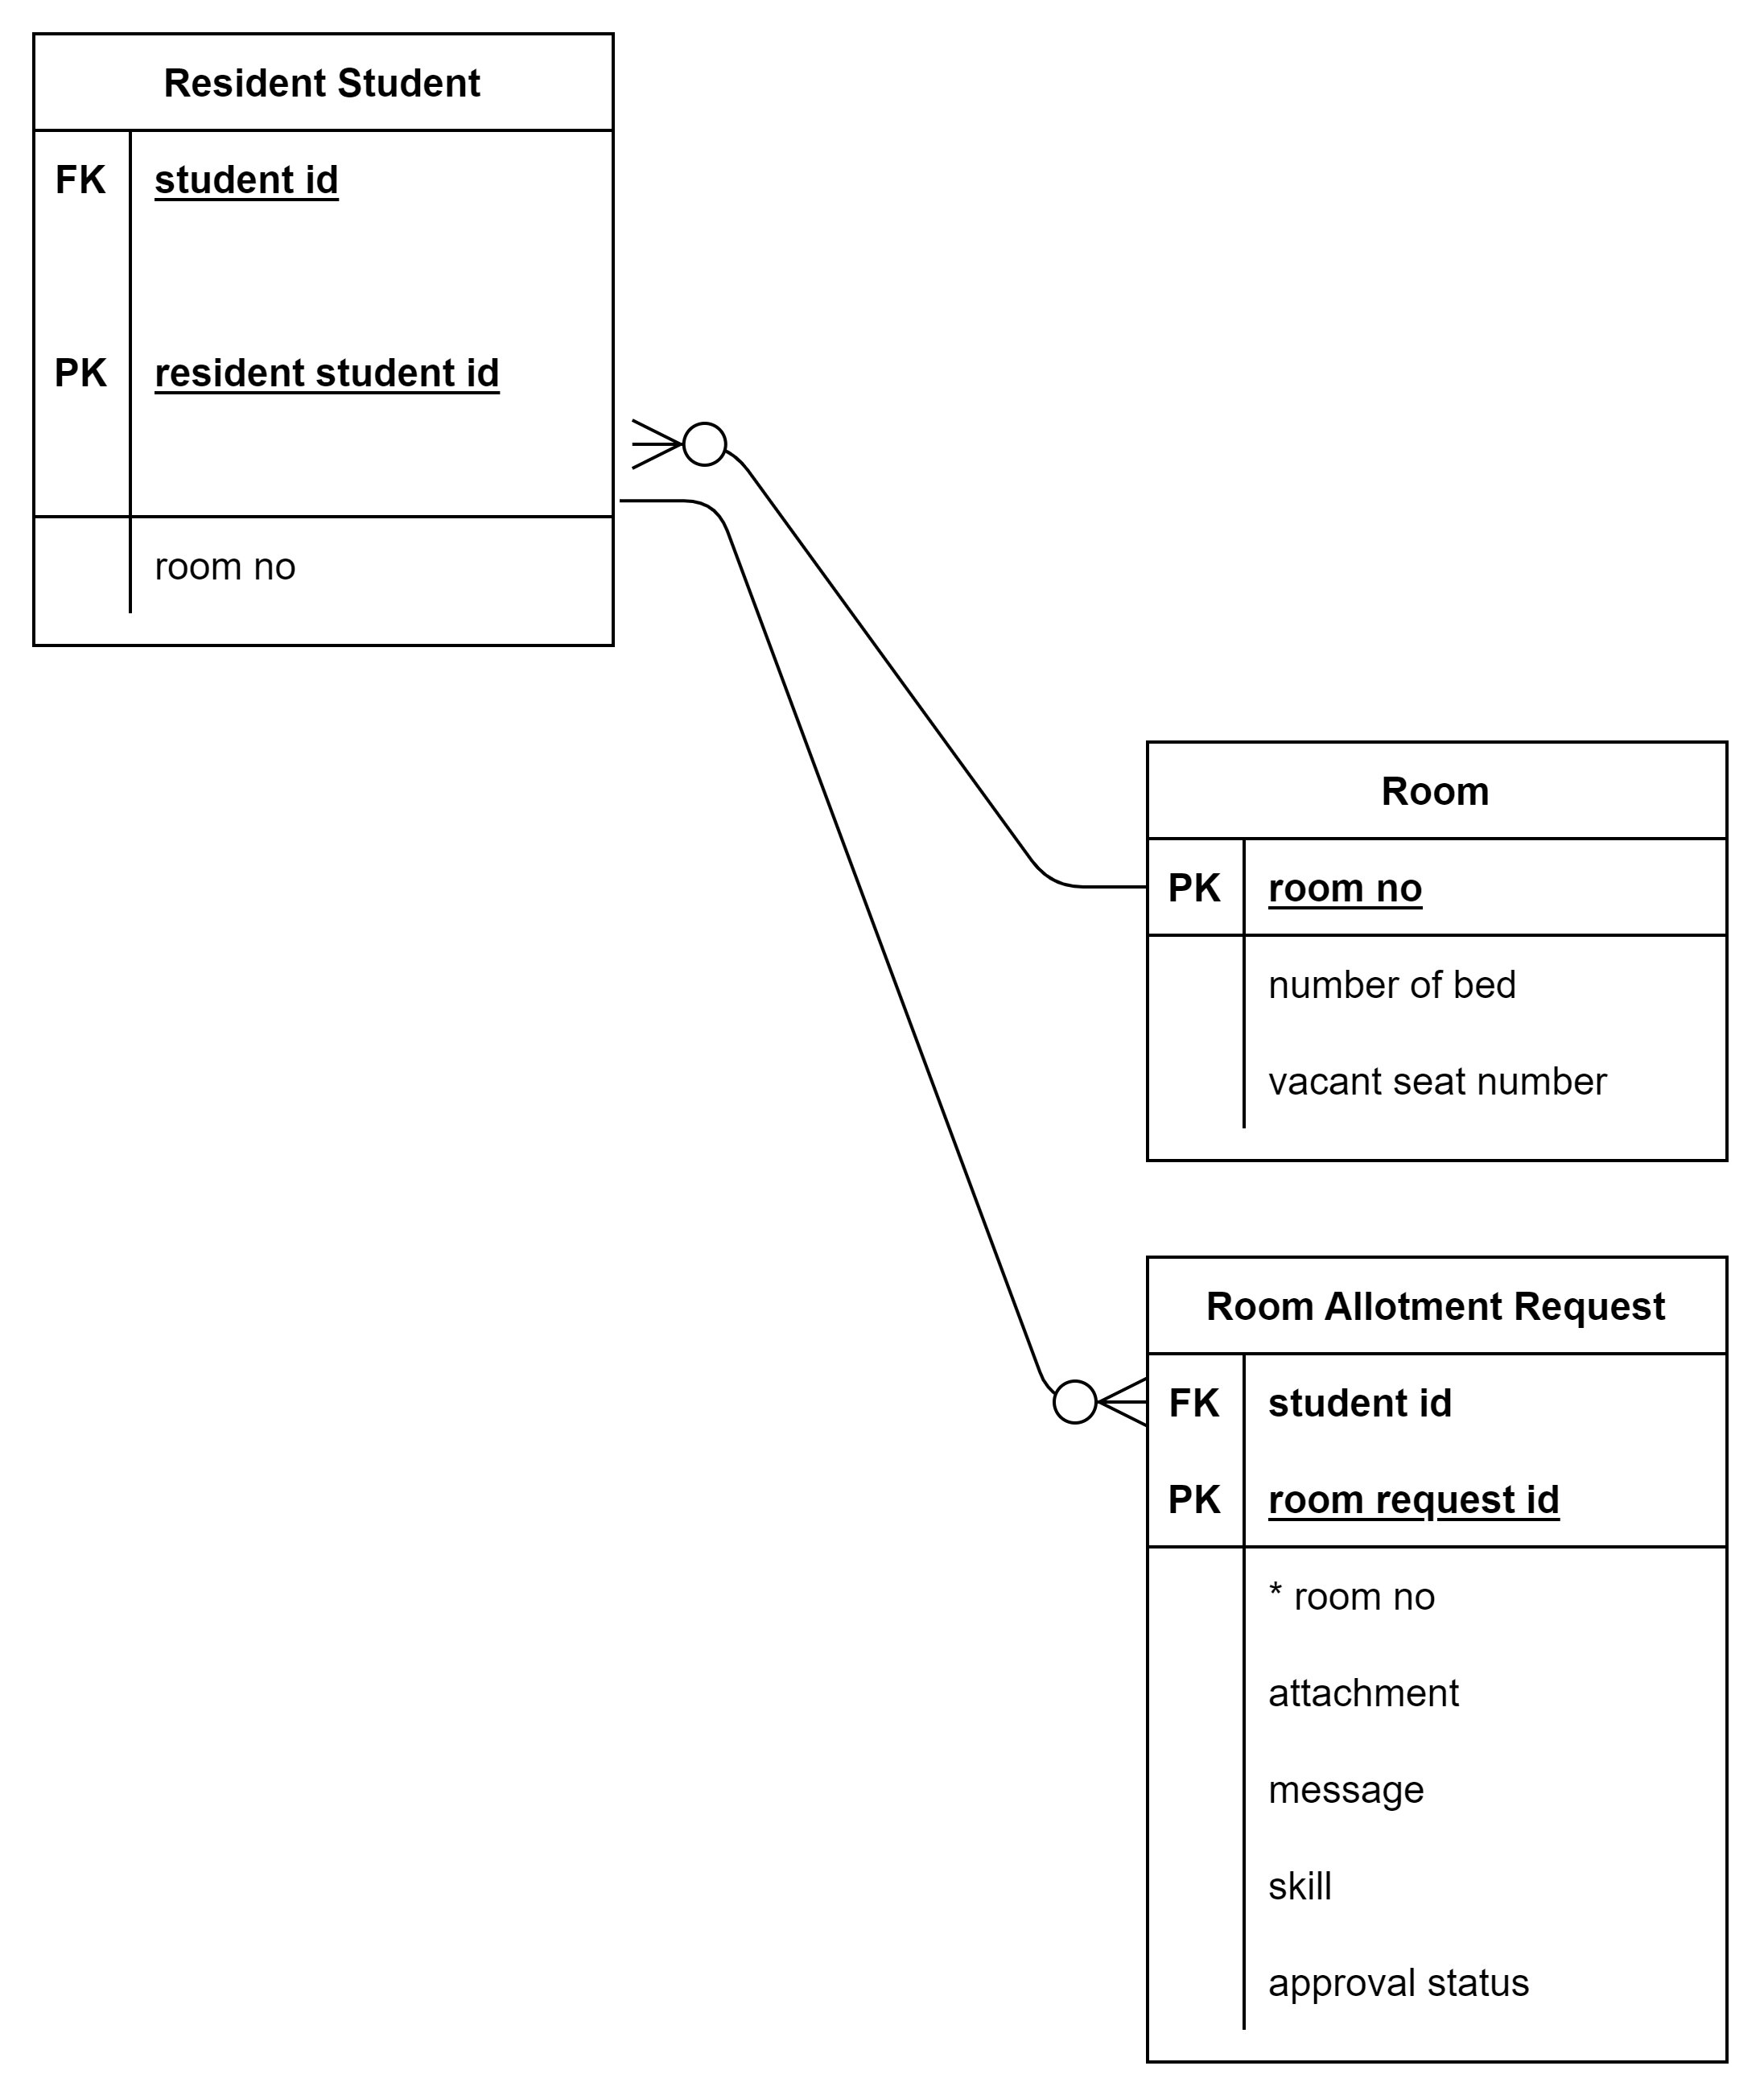 Resident Student
FK student id
PK resident student id
room no
Room
PK room no
number of bed
vacant seat number
Room Allotment Request
FK student id
PK room request id
* room no
attachment
message
skill
approval status